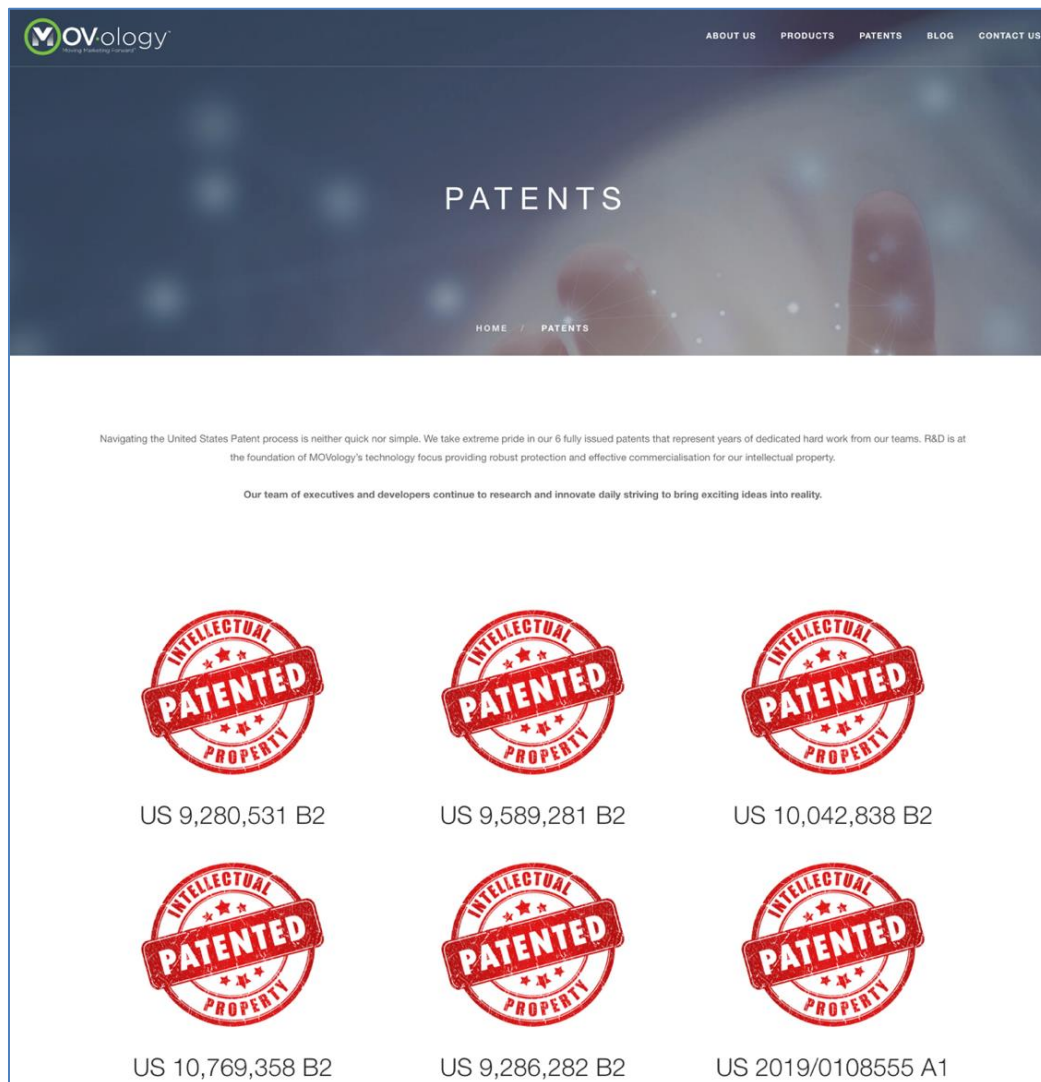 MOV·ology
Moving Marketing Forward
ABOUT US PRODUCTS PATENTS BLOG CONTACT US
PATENTS
HOME / PATENTS
Navigating the United States Patent process is neither quick nor simple. We take extreme pride in our 6 fully issued patents that represent years of dedicated hard work from our teams. R&D is at
the foundation of MOVology's technology focus providing robust protection and effective commercialisation for our intellectual property.
Our team of executives and developers continue to research and innovate daily striving to bring exciting ideas into reality.
INTELLECTUAL
PATENTED
PROPERTY
INTELLECTUAL
PATENTED
PROPERTY
INTELLECTUAL
PATENTED
PROPERTY
US 9,280,531 B2
US 9,589,281 B2
US 10,042,838 B2
INTELLECTUAL
PATENTED
PROPERTY
INTELLECTUAL
PATENTED
PROPERTY
INTELLECTUAL
PATENTED
PROPERTY
US 10,769,358 B2
US 9,286,282 B2
US 2019/0108555 A1